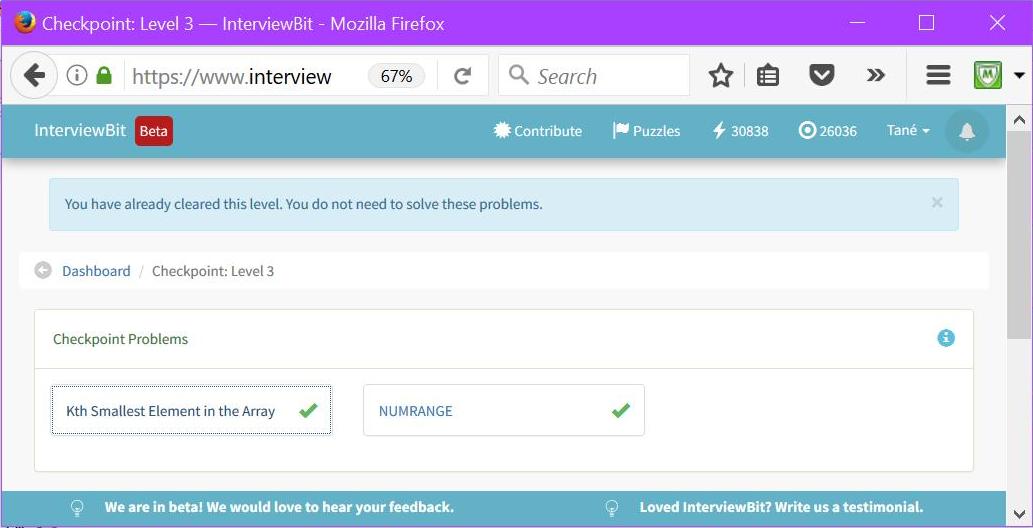 Checkpoint: Level 3 — InterviewBit - Mozilla Firefox
https://www.interview 67% Search
InterviewBit Beta Contribute Puzzles 30838 26036 Tané
You have already cleared this level. You do not need to solve these problems. ×
Dashboard / Checkpoint: Level 3
Checkpoint Problems
Kth Smallest Element in the Array NUMRANGE
We are in beta! We would love to hear your feedback. Loved InterviewBit? Write us a testimonial.